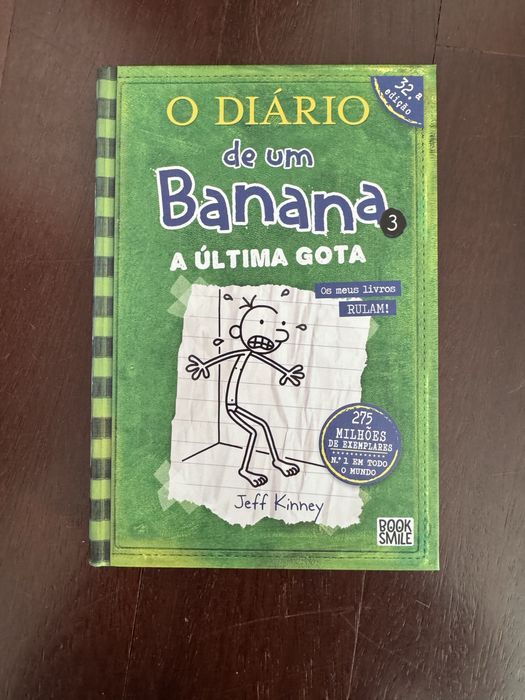 32.ª
edição
O DIÁRIO
de um
Banana
3
A ÚLTIMA GOTA
Os meus livros
RULAM!
275
MILHÕES
DE EXEMPLARES
N.º 1 EM TODO
O MUNDO
Jeff Kinney
BOOK
SMILE